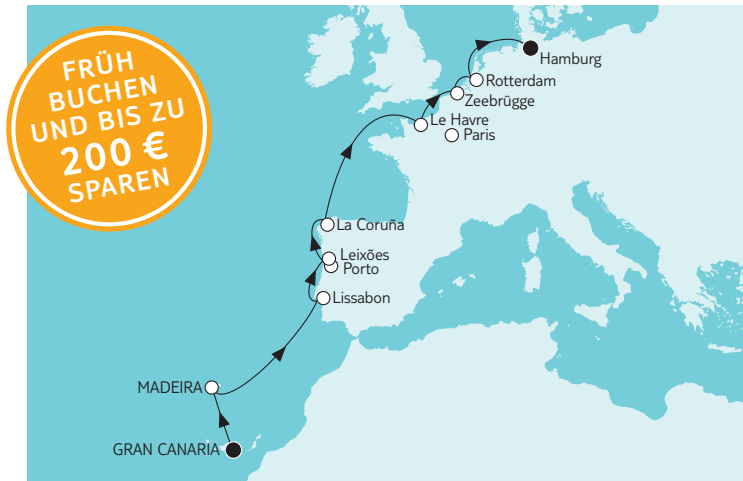 FRÜH
BUCHEN
UND BIS ZU
200 €
SPAREN
Hamburg
Rotterdam
Zeebrügge
Le Havre
Paris
La Coruña
Leixões
Porto
Lissabon
MADEIRA
GRAN CANARIA